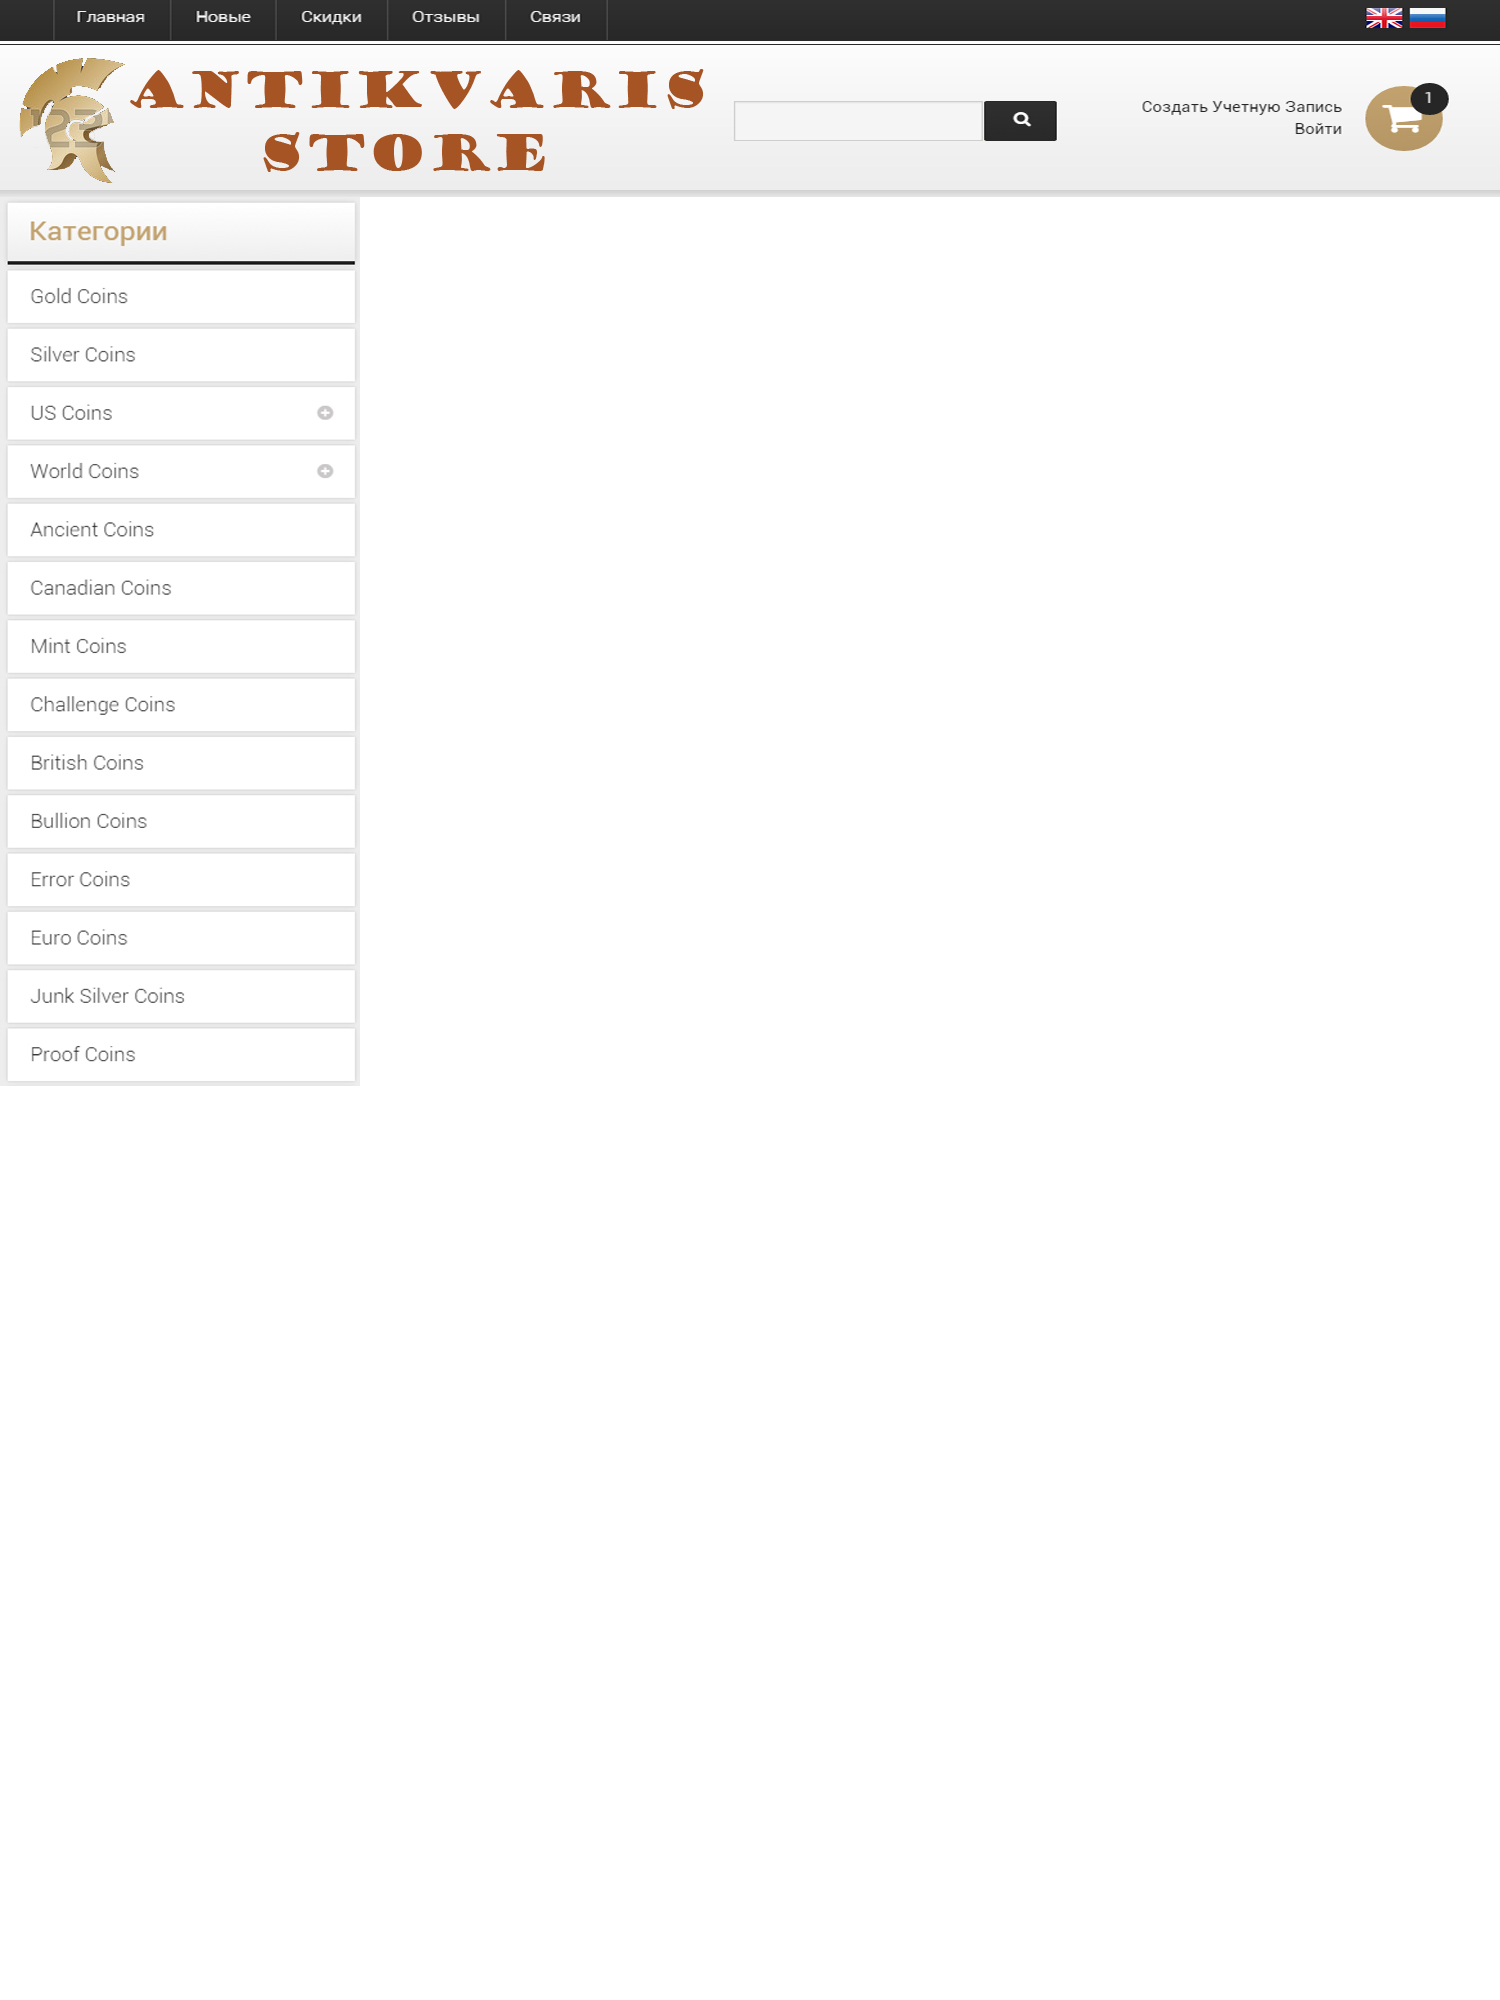 Главная Новые Скидки Отзывы Связи
ANTIKVARIS
STORE
123
Создать Учетную Запись
Войти
1
Категории
Gold Coins
Silver Coins
US Coins
World Coins
Ancient Coins
Canadian Coins
Mint Coins
Challenge Coins
British Coins
Bullion Coins
Error Coins
Euro Coins
Junk Silver Coins
Proof Coins